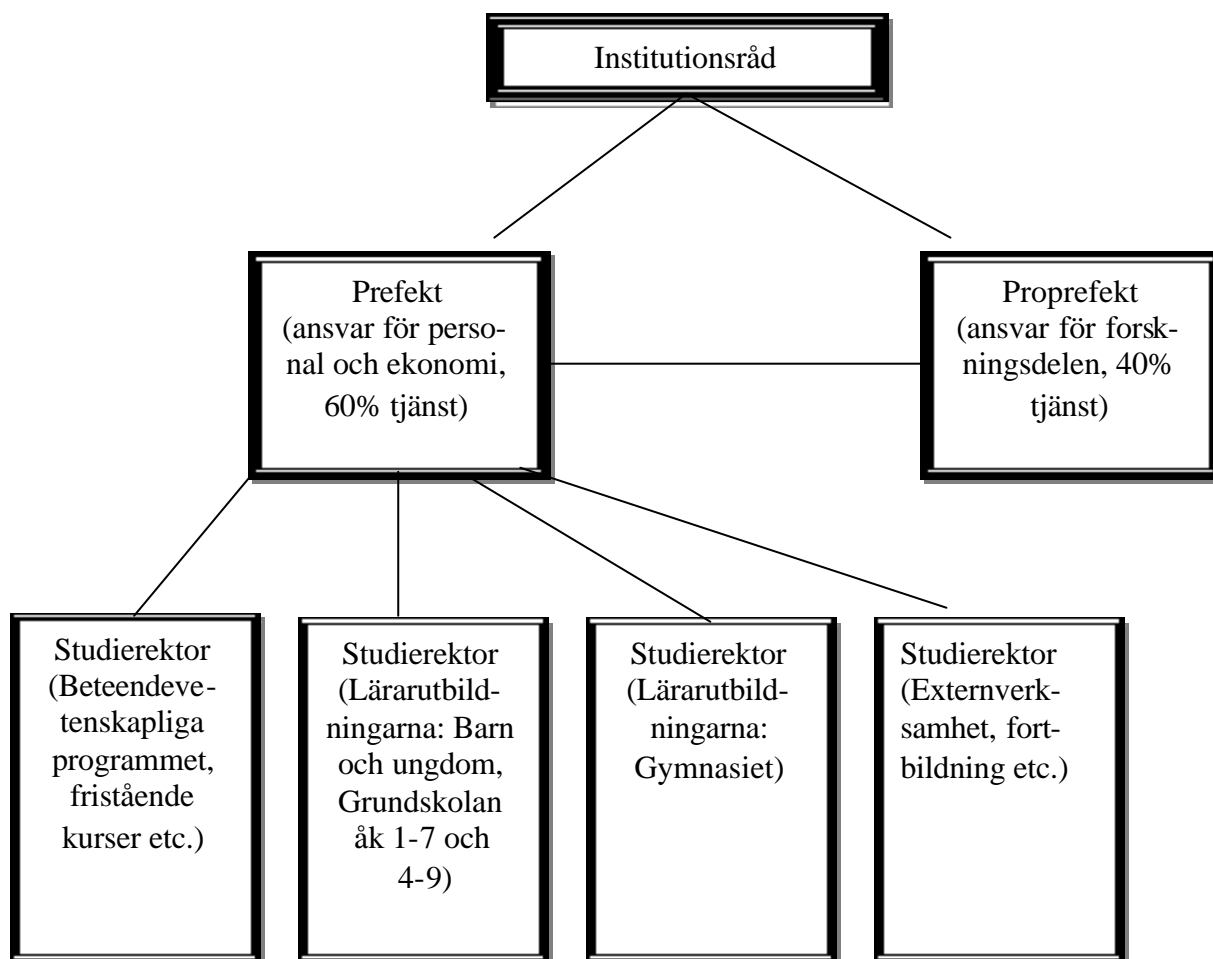 Institutionsråd
Prefekt
(ansvar för perso-
nal och ekonomi,
60% tjänst)
Proprefekt
(ansvar för forsk-
ningsdelen, 40%
tjänst)
Studierektor
(Beteendeve-
tenskapliga
programmet,
fristående
kurser etc.)
Studierektor
(Lärarutbild-
ningarna: Barn
och ungdom,
Grundskolan
åk 1-7 och
4-9)
Studierektor
(Lärarutbild-
ningarna:
Gymnasiet)
Studierektor
(Externverk-
samhet, fort-
bildning etc.)